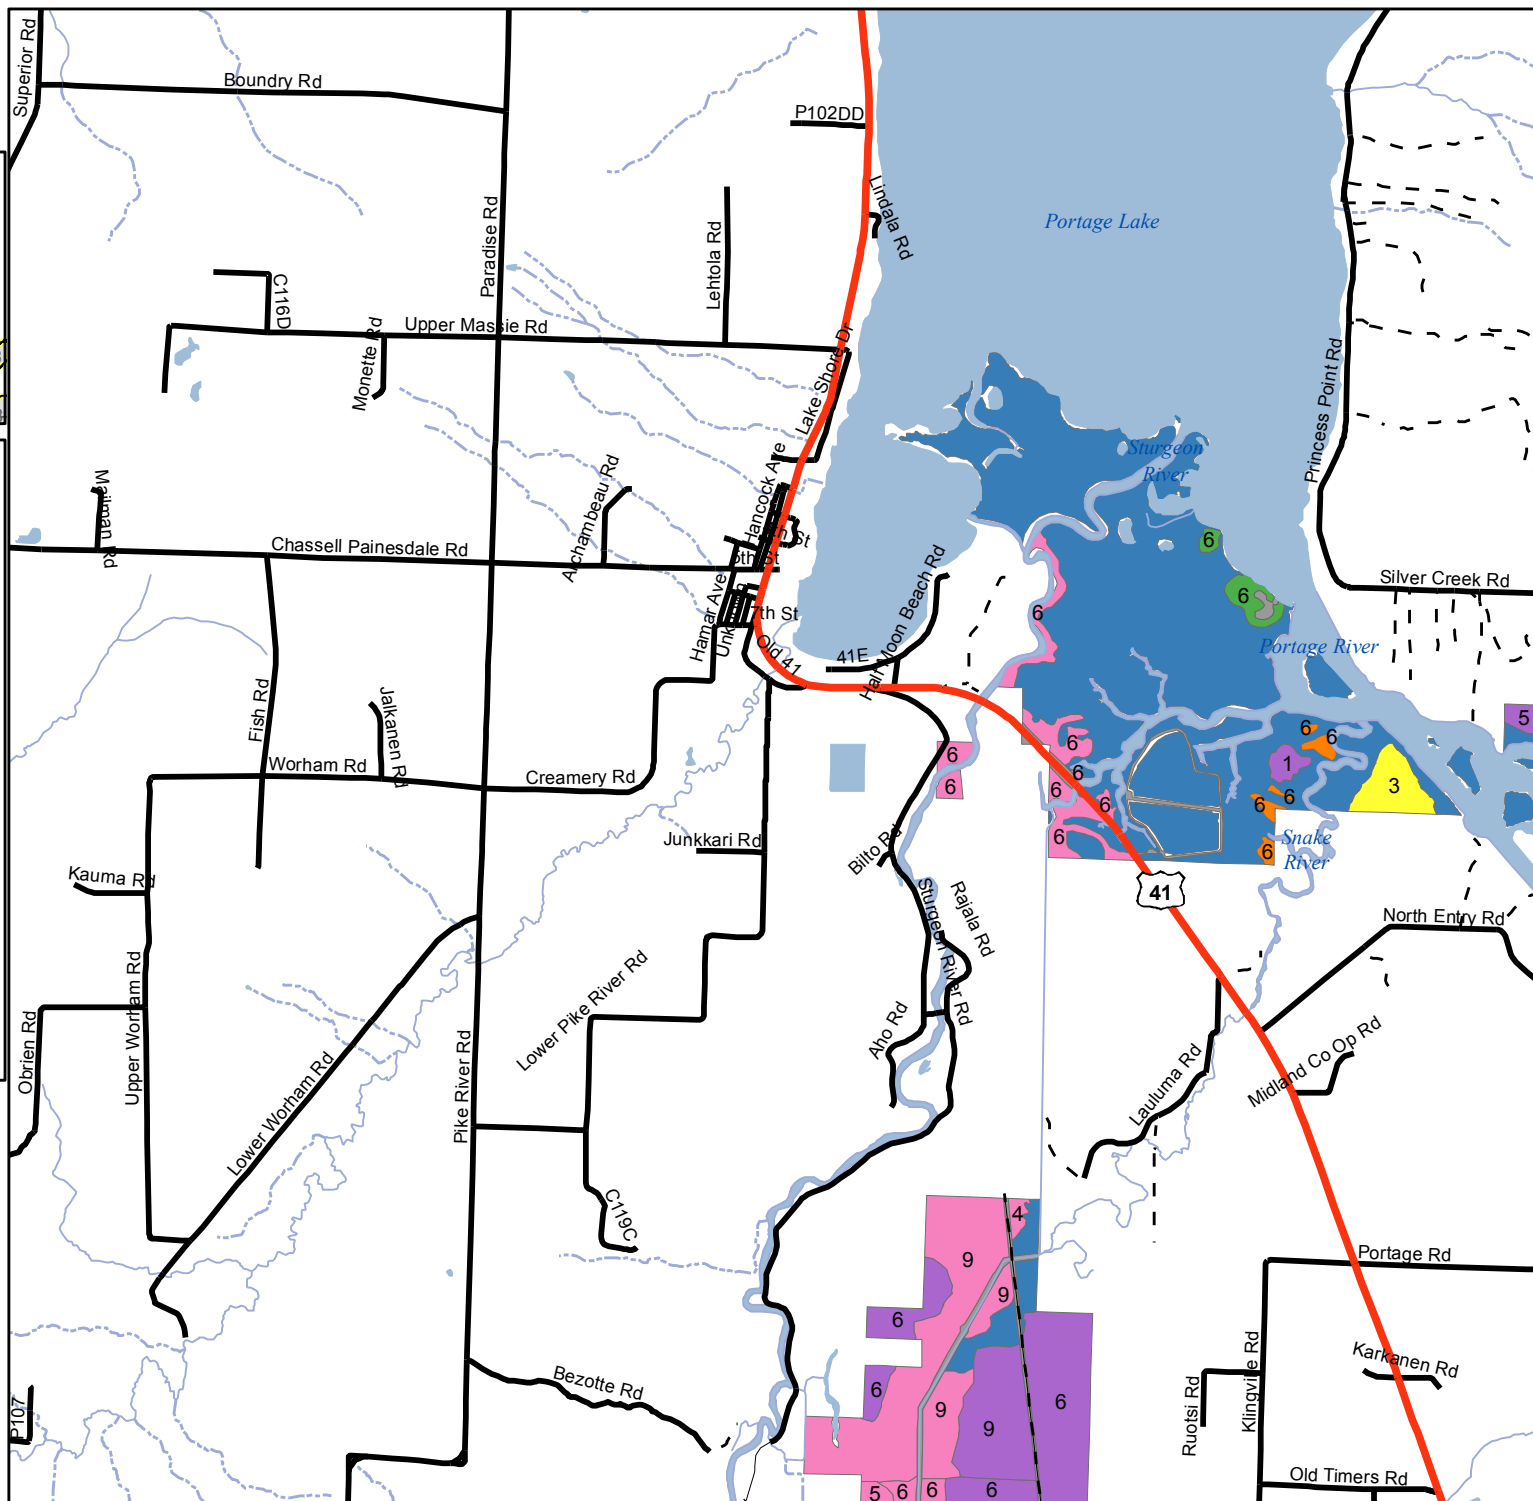 Superior Rd
Boundry Rd
P102DD
Lindala Rd
Portage Lake
Paradise Rd
Lehtola Rd
C116D
Upper Massie Rd
Monette Rd
Lake Shore Dr
Princess Point Rd
Sturgeon
River
Mailman Rd
Archambeau Rd
Hancock Ave
Chassell Painesdale Rd
5th St
6
Half Moon Beach Rd
Silver Creek Rd
Hamar Ave
7th St
6
6
Old 41
41E
Portage River
Fish Rd
Jalkanen Rd
5
Worham Rd
Creamery Rd
6
6
6
6
6
6
1
3
6
6
6
6
6
6
Junkkari Rd
Bilto Rd
Snake
River
Kauma Rd
41
Sturgeon River Rd
Rajala Rd
North Entry Rd
Upper Worham Rd
Obrien Rd
Lower Pike River Rd
Aho Rd
Midland Co Op Rd
Lauluma Rd
Lower Worham Rd
Pike River Rd
C119C
4
9
9
Portage Rd
6
6
9
9
6
Klingville Rd
Karkanen Rd
Ruotsi Rd
Bezotte Rd
P107
Old Timers Rd
5
6
6
6